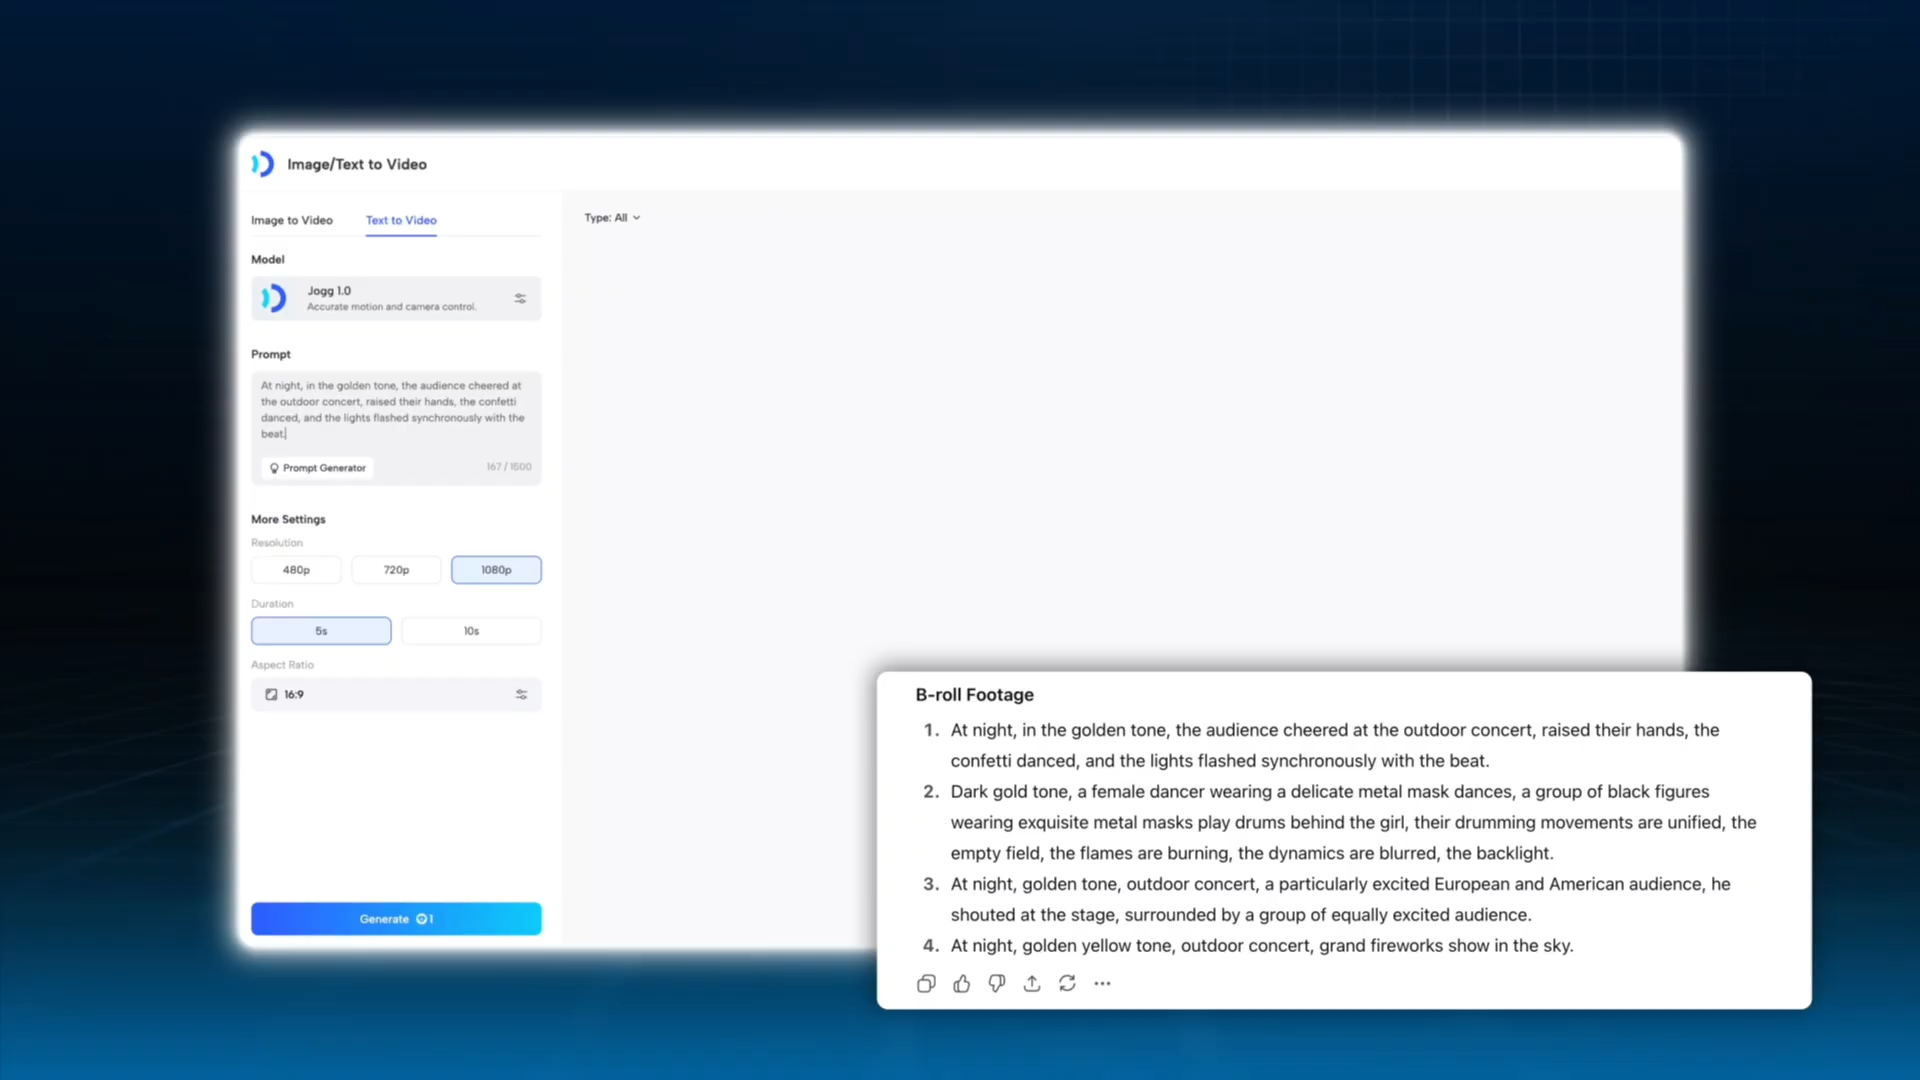 Image/Text to Video
Image to Video
Text to Video
Type: All
Model
Jogg 1.0
Accurate motion and camera control.
Prompt
At night, in the golden tone, the audience cheered at
the outdoor concert, raised their hands, the confetti
danced, and the lights flashed synchronously with the
beat.
Prompt Generator
167 / 1500
More Settings
Resolution
480p
720p
1080p
Duration
5s
10s
Aspect Ratio
16:9
Generate 1
B-roll Footage
1. At night, in the golden tone, the audience cheered at the outdoor concert, raised their hands, the
confetti danced, and the lights flashed synchronously with the beat.
2. Dark gold tone, a female dancer wearing a delicate metal mask dances, a group of black figures
wearing exquisite metal masks play drums behind the girl, their drumming movements are unified, the
empty field, the flames are burning, the dynamics are blurred, the backlight.
3. At night, golden tone, outdoor concert, a particularly excited European and American audience, he
shouted at the stage, surrounded by a group of equally excited audience.
4. At night, golden yellow tone, outdoor concert, grand fireworks show in the sky.